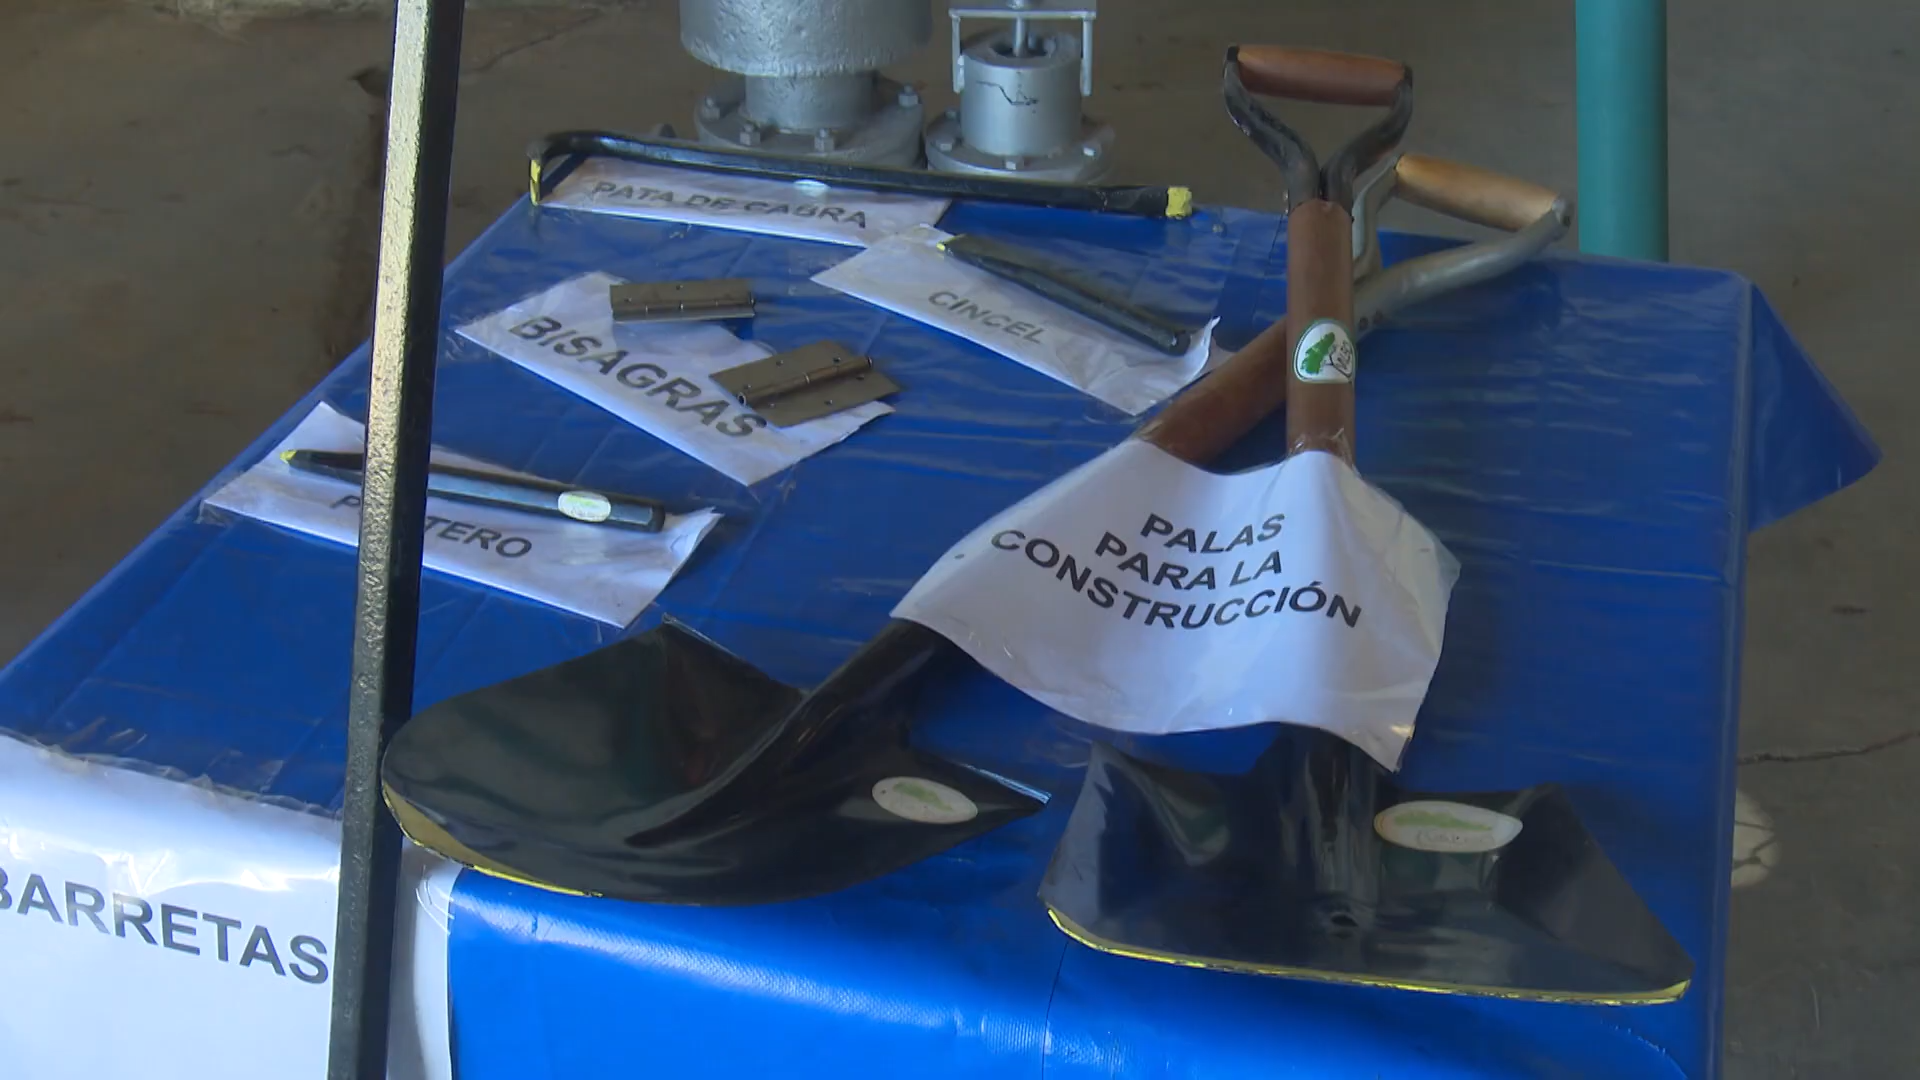 PATA DE CABRA
CINCEL
BISAGRAS
PALAS
PARA LA
CONSTRUCCIÓN
BARRETAS